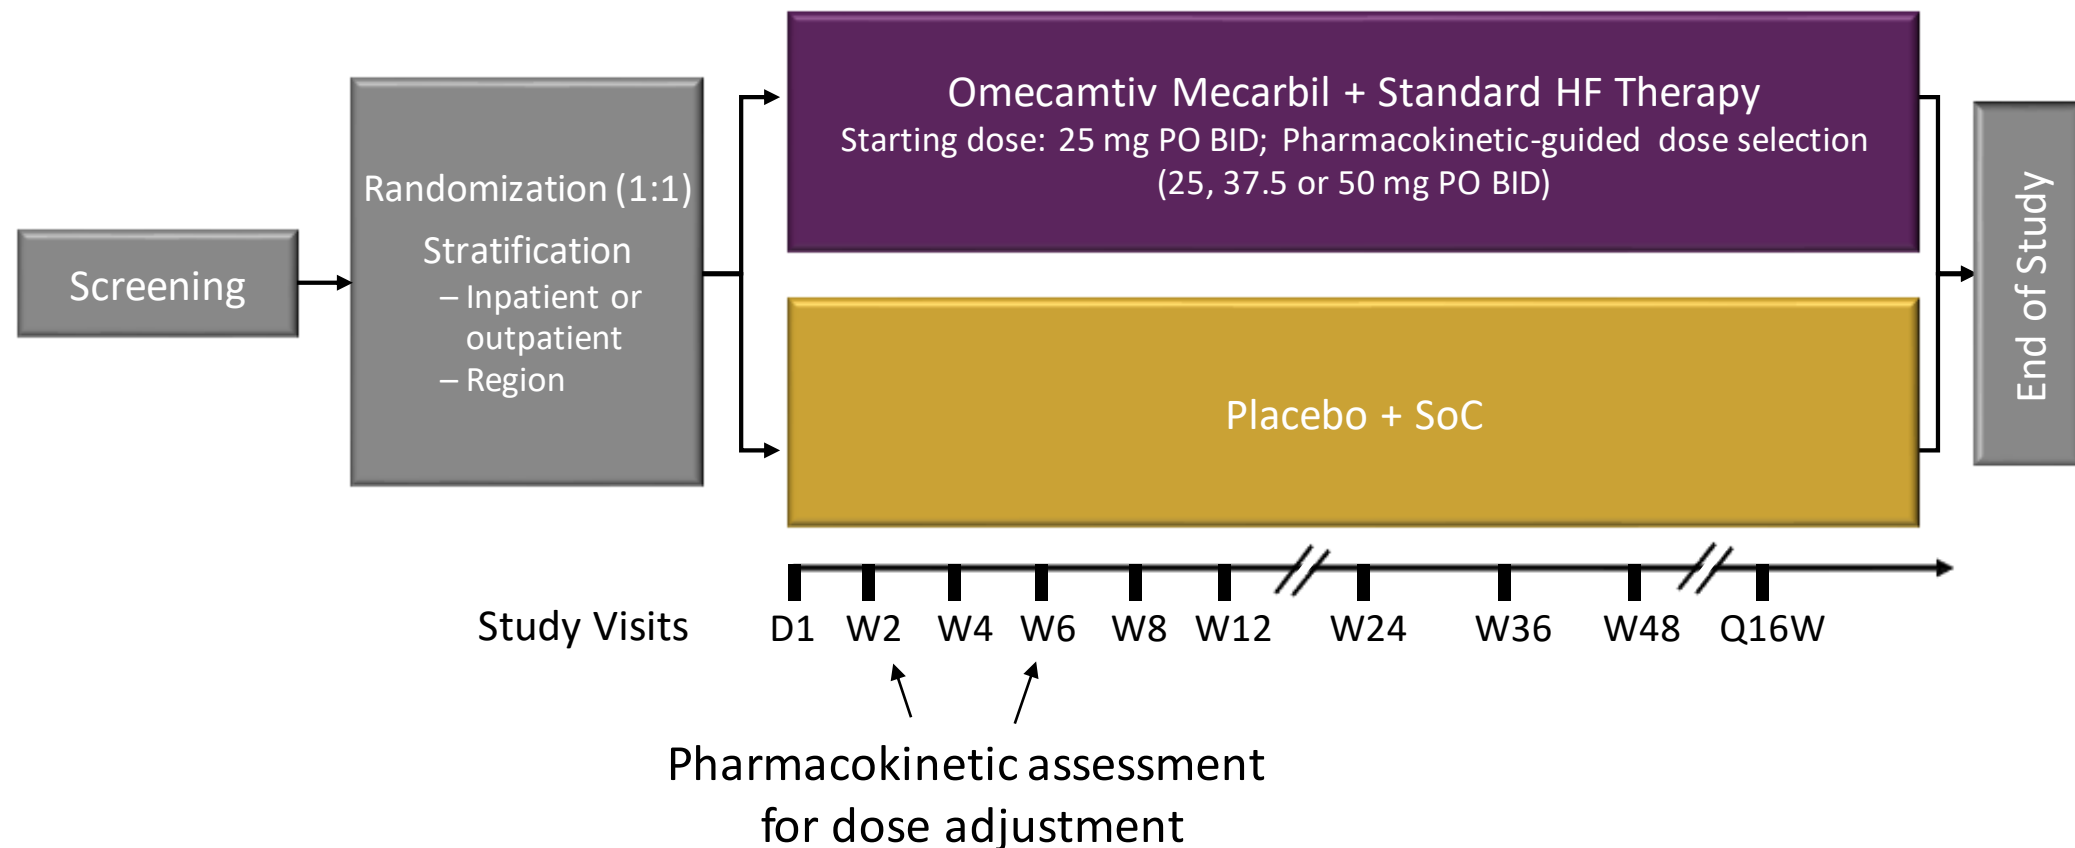 Screening
Randomization (1:1)
Stratification
– Inpatient or
outpatient
– Region
Omecamtiv Mecarbil + Standard HF Therapy
Starting dose: 25 mg PO BID; Pharmacokinetic-guided dose selection
(25, 37.5 or 50 mg PO BID)
Placebo + SoC
End of Study
Study Visits
D1 W2 W4 W6 W8 W12 W24 W36 W48 Q16W
Pharmacokinetic assessment
for dose adjustment